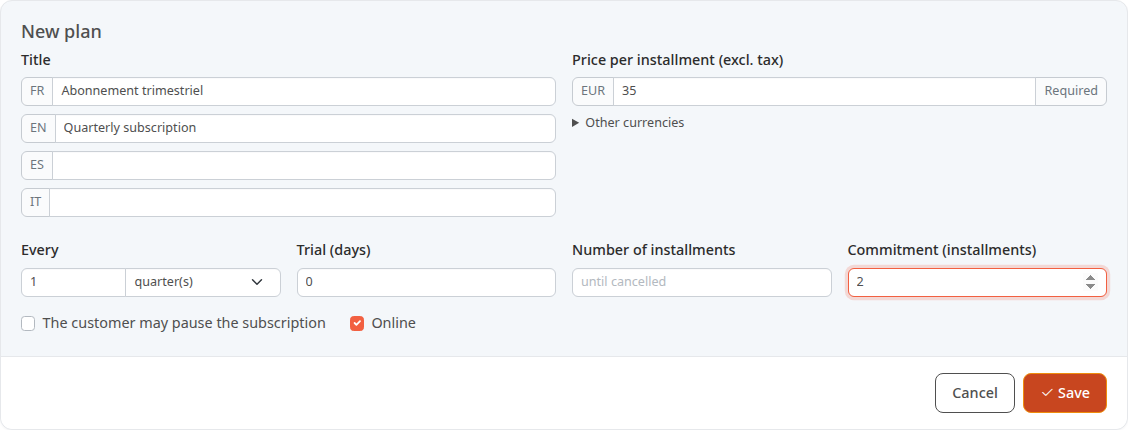 New plan
Title
Price per installment (excl. tax)
FR Abonnement trimestriel
EUR 35 Required
EN Quarterly subscription
Other currencies
ES
IT
Every
Trial (days)
Number of installments
Commitment (installments)
1 quarter(s)
0
until cancelled
2
The customer may pause the subscription
Online
Cancel
Save